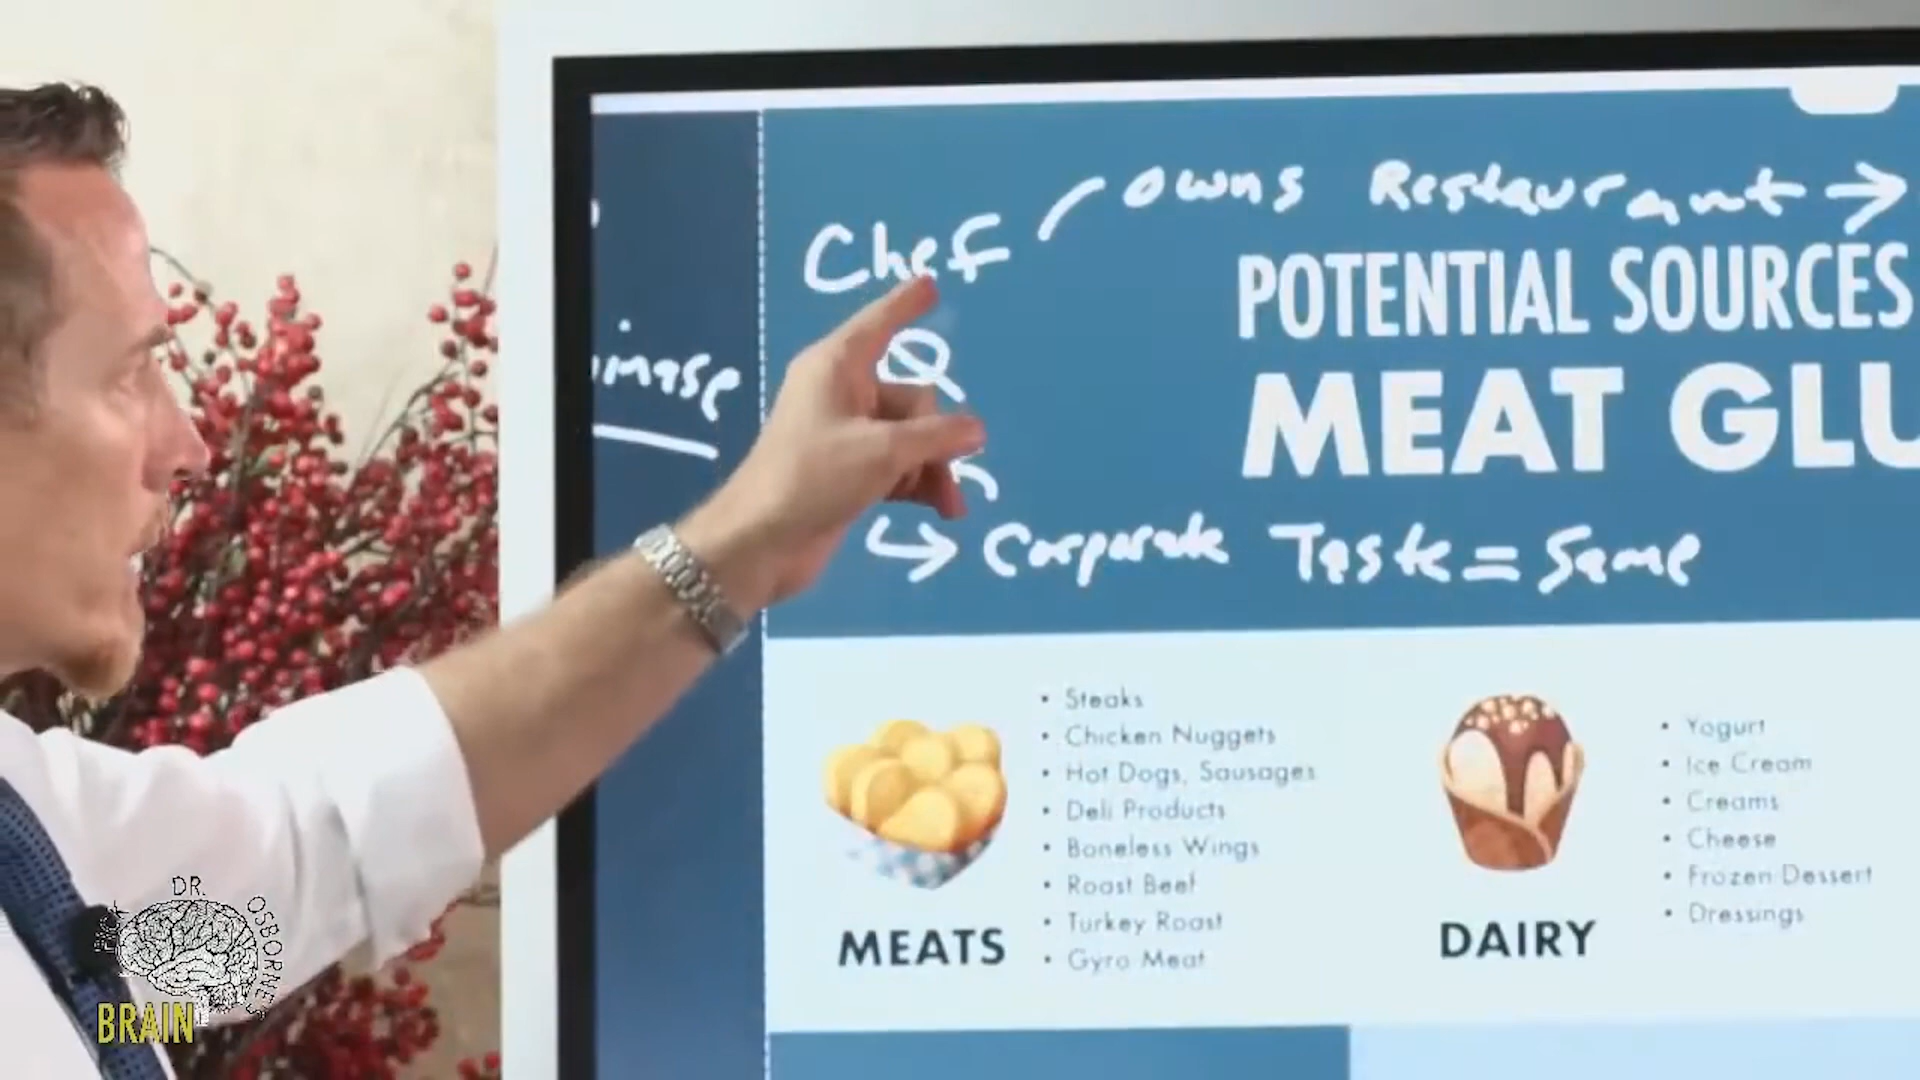 owns Restaurant →
Chef
POTENTIAL SOURCES
MEAT GLU
Q
↳ Corporate Taste = Same
• Steaks
• Chicken Nuggets
• Hot Dogs, Sausages
• Deli Products
• Boneless Wings
• Roast Beef
• Turkey Roast
• Gyro Meat
MEATS
• Yogurt
• Ice Cream
• Creams
• Cheese
• Frozen Dessert
• Dressings
DAIRY
DR.
OSBORNE
BRAIN